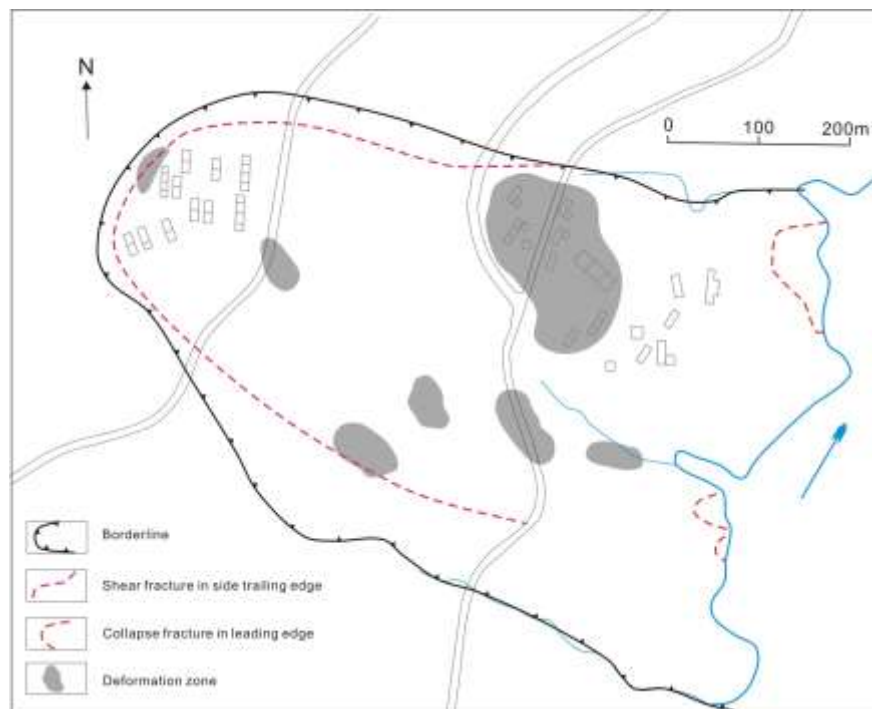 N
0 100 200m
Borderline
Shear fracture in side trailing edge
Collapse fracture in leading edge
Deformation zone